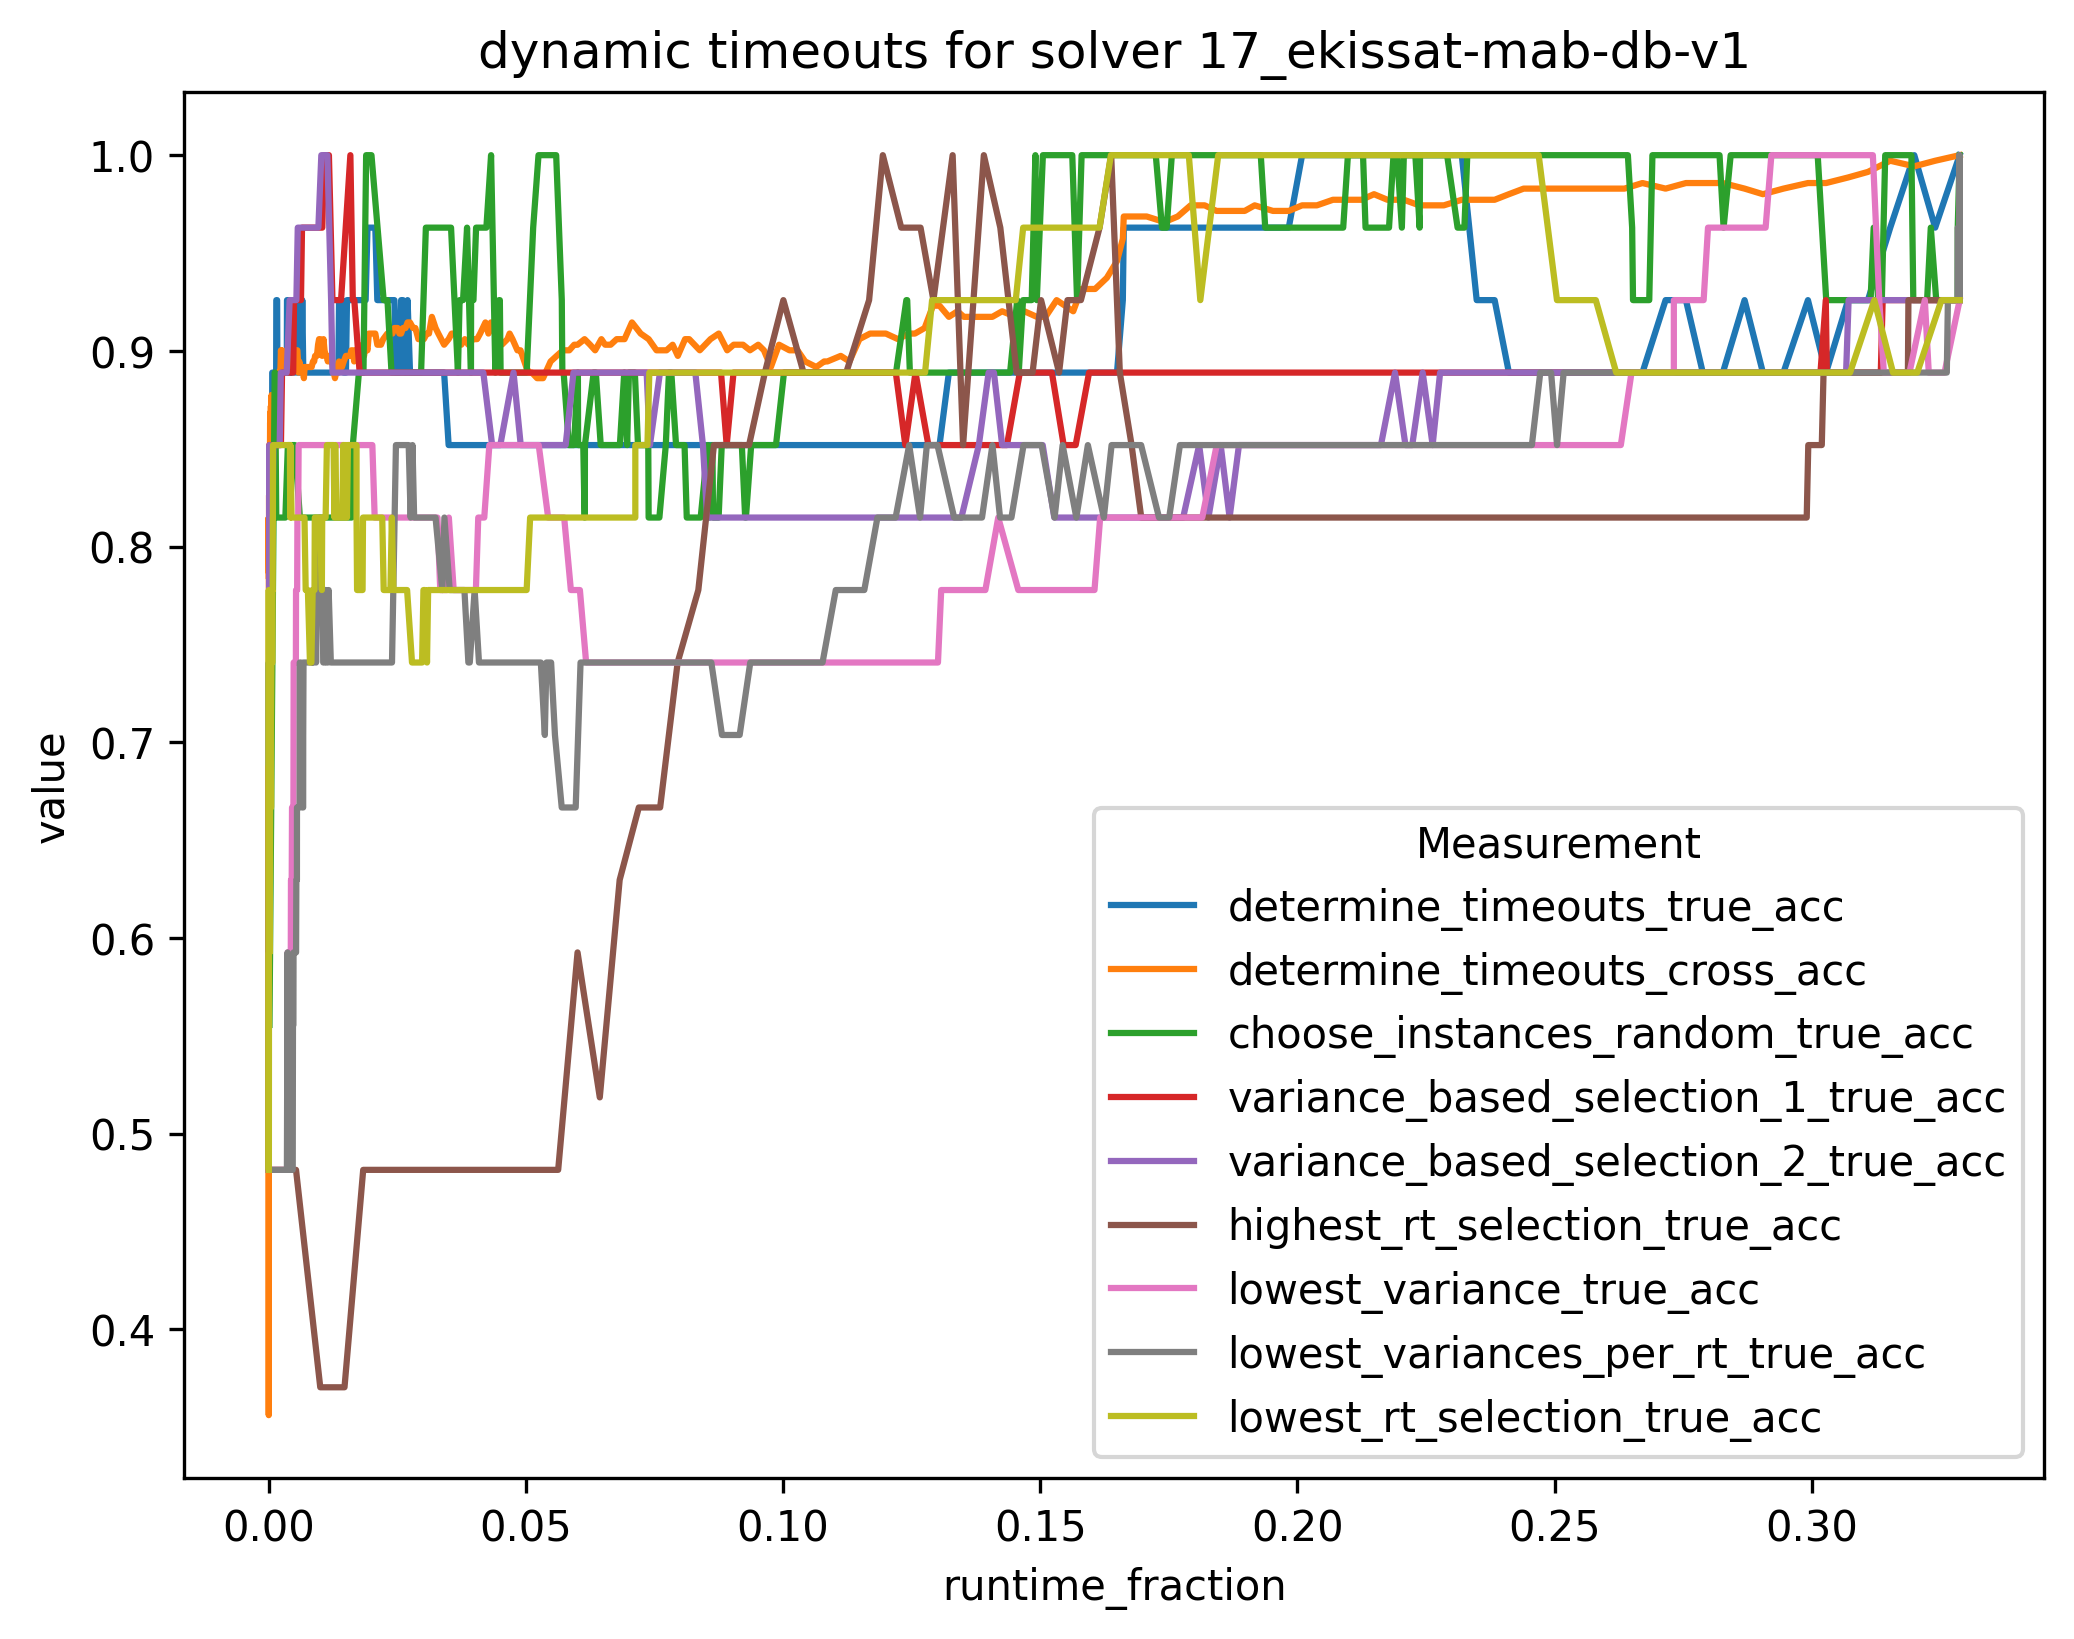 dynamic timeouts for solver 17_ekissat-mab-db-v1
1.0
0.9
0.8
0.7
0.6
0.5
0.4
value
Measurement
determine_timeouts_true_acc
determine_timeouts_cross_acc
choose_instances_random_true_acc
variance_based_selection_1_true_acc
variance_based_selection_2_true_acc
highest_rt_selection_true_acc
lowest_variance_true_acc
lowest_variances_per_rt_true_acc
lowest_rt_selection_true_acc
0.00 0.05 0.10 0.15 0.20 0.25 0.30
runtime_fraction